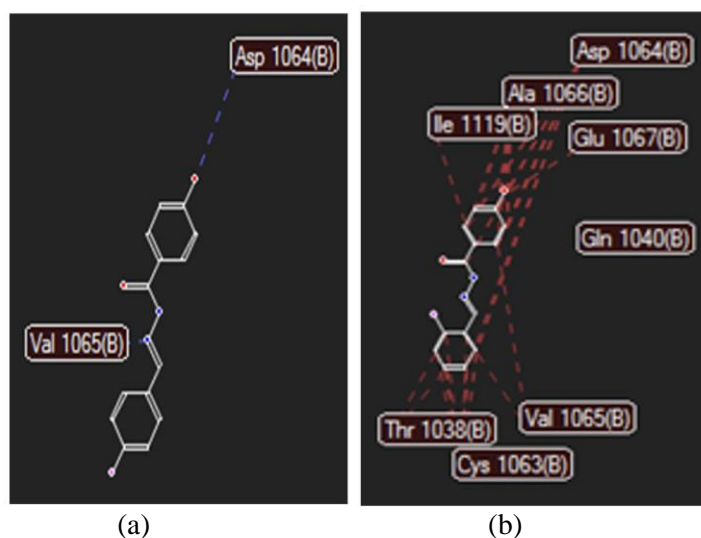 Asp 1064(B)
Val 1065(B)
(a)
Asp 1064(B)
Ala 1066(B)
Ile 1119(B)
Glu 1067(B)
Gln 1040(B)
Thr 1038(B)
Val 1065(B)
Cys 1063(B)
(b)